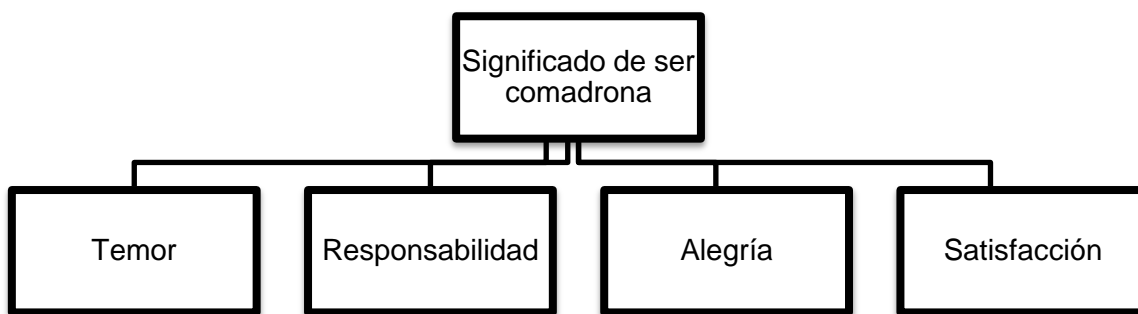 Significado de ser
comadrona
Temor
Responsabilidad
Alegría
Satisfacción